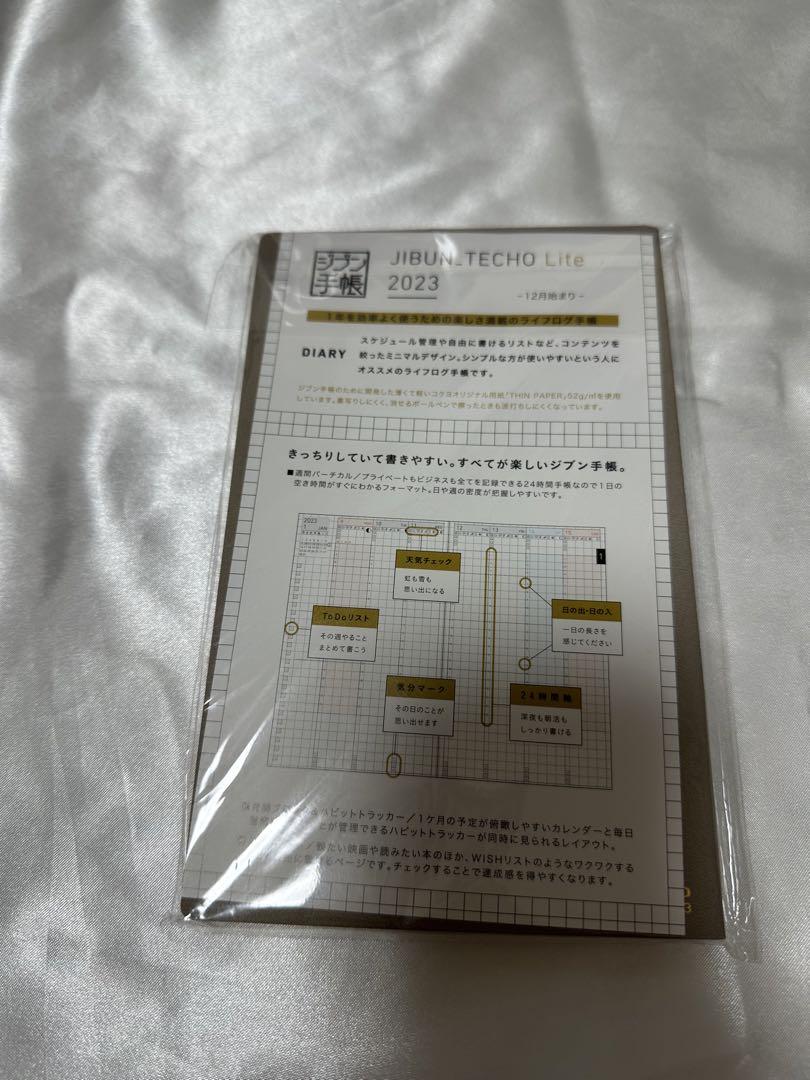 ジブン手帳
JIBUN_TECHO Lite
2023
-12月始まり-
1年を効率よく使うための楽しさ満載のライフログ手帳
DIARY
スケジュール管理や自由に書けるリストなど、コンテンツを
絞ったミニマルデザイン。シンプルな方が使いやすいという人に
オススメのライフログ手帳です。
ジブン手帳のために開発した薄くて軽いコクヨオリジナル用紙「THIN PAPER」52g/㎡を使用
しています。裏写りしにくく、消せるボールペンで擦ったときも波打ちしにくくなっています。
きっちりしていて書きやすい。すべてが楽しいジブン手帳。
■週間バーチカル/プライベートもビジネスも全てを記録できる24時間手帳なので1日の
空き時間がすぐにわかるフォーマット。日や週の密度が把握しやすいです。
2023
1 JAN
10
12
13
15
1
天気チェック
虹も雪も
思い出になる
ToDoリスト
その週やること
まとめて書こう
日の出・日の入
一日の長さを
感じてください
気分マーク
その日のことが
思い出せます
24時間軸
深夜も朝活も
しっかり書ける
ハビットトラッカー/1ケ月の予定が俯瞰しやすいカレンダーと毎日
が管理できるハビットトラッカーが同時に見られるレイアウト。
/観たい映画や読みたい本のほか、WISHリストのようなワクワクする
ページです。チェックすることで達成感を得やすくなります。